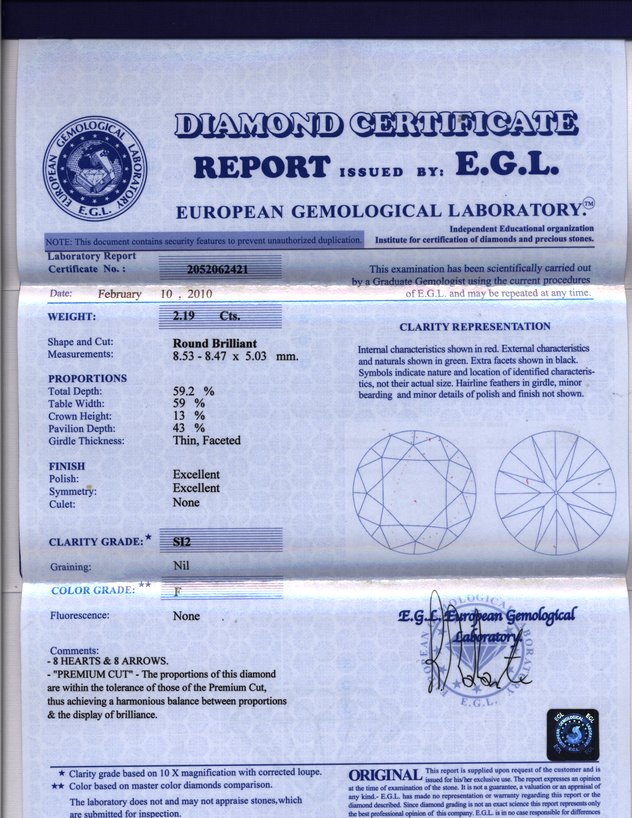 EUROPEAN GEMOLOGICAL LABORATORY
E.G.L.
DIAMOND CERTIFICATE
REPORT ISSUED BY: E.G.L.
EUROPEAN GEMOLOGICAL LABORATORY.™
Independent Educational organization
NOTE: This document contains security features to prevent unauthorized duplication.
Institute for certification of diamonds and precious stones.
Laboratory Report
Certificate No. : 2052062421
This examination has been scientifically carried out
by a Graduate Gemologist using the current procedures
of E.G.L. and may be repeated at any time.
Date: February 10 , 2010
WEIGHT: 2.19 Cts.
Shape and Cut: Round Brilliant
Measurements: 8.53 - 8.47 x 5.03 mm.
PROPORTIONS
Total Depth: 59.2 %
Table Width: 59 %
Crown Height: 13 %
Pavilion Depth: 43 %
Girdle Thickness: Thin, Faceted
FINISH
Polish: Excellent
Symmetry: Excellent
Culet: None
CLARITY GRADE:★ SI2
Graining: Nil
COLOR GRADE:★★ F
Fluorescence: None
Comments:
- 8 HEARTS & 8 ARROWS.
- "PREMIUM CUT" - The proportions of this diamond
are within the tolerance of those of the Premium Cut,
thus achieving a harmonious balance between proportions
& the display of brilliance.
CLARITY REPRESENTATION
Internal characteristics shown in red. External characteristics
and naturals shown in green. Extra facets shown in black.
Symbols indicate nature and location of identified characteris-
tics, not their actual size. Hairline feathers in girdle, minor
bearding and minor details of polish and finish not shown.
E.G.L. European Gemological
Laboratory
E.G.L.
EGL EGL
E.G.L.
★ Clarity grade based on 10 X magnification with corrected loupe.
★★ Color based on master color diamonds comparison.
The laboratory does not and may not appraise stones,which
are submitted for inspection.
ORIGINAL This report is supplied upon request of the customer and is
issued for his/her exclusive use. The report expresses an opinion
at the time of examination of the stone. It is not a guarantee, a valuation or an appraisal of
any kind.- E.G.L. has made no representation or warranty regarding this report or the
diamond described. Since diamond grading is not an exact science this report represents only
the best professional opinion of this company. E.G.L. is in no case responsible for differences